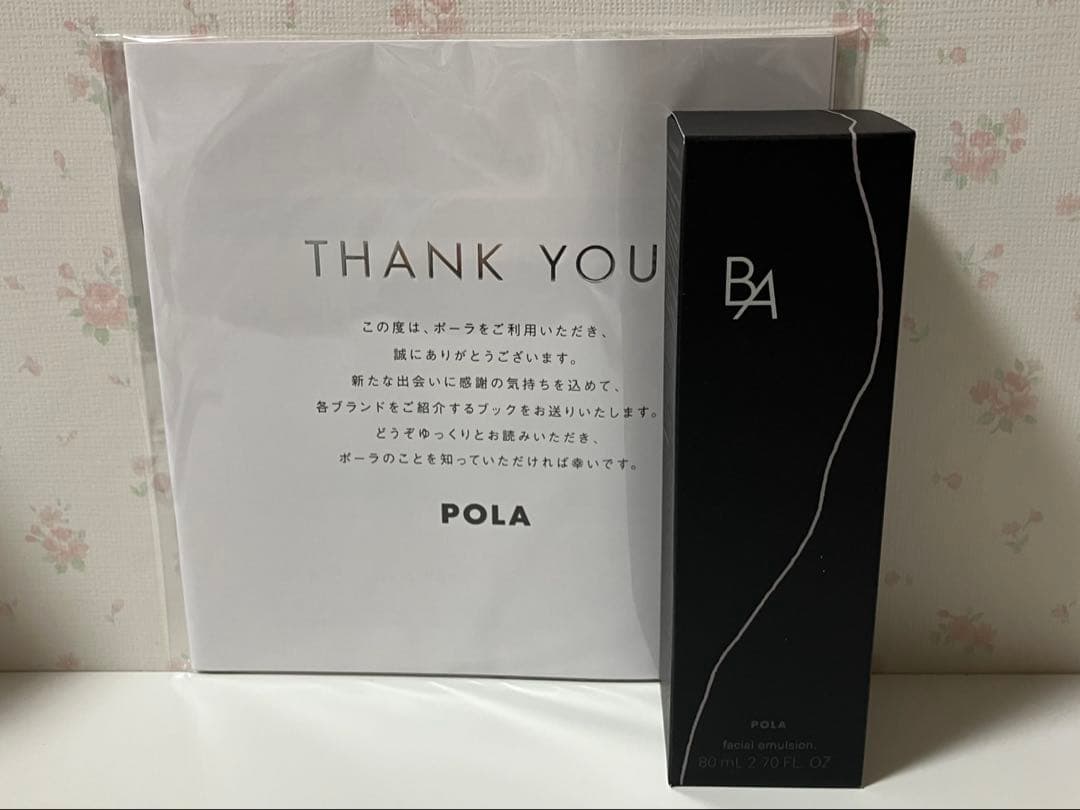 THANK YOU
この度は、ポーラをご利用いただき、
誠にありがとうございます。
新たな出会いに感謝の気持ちを込めて、
各ブランドをご紹介するブックをお送りいたします。
どうぞゆっくりとお読みいただき、
ポーラのことを知っていただければ幸いです。
POLA
BA
POLA
facial emulsion.
80 mL 2.70 FL. OZ